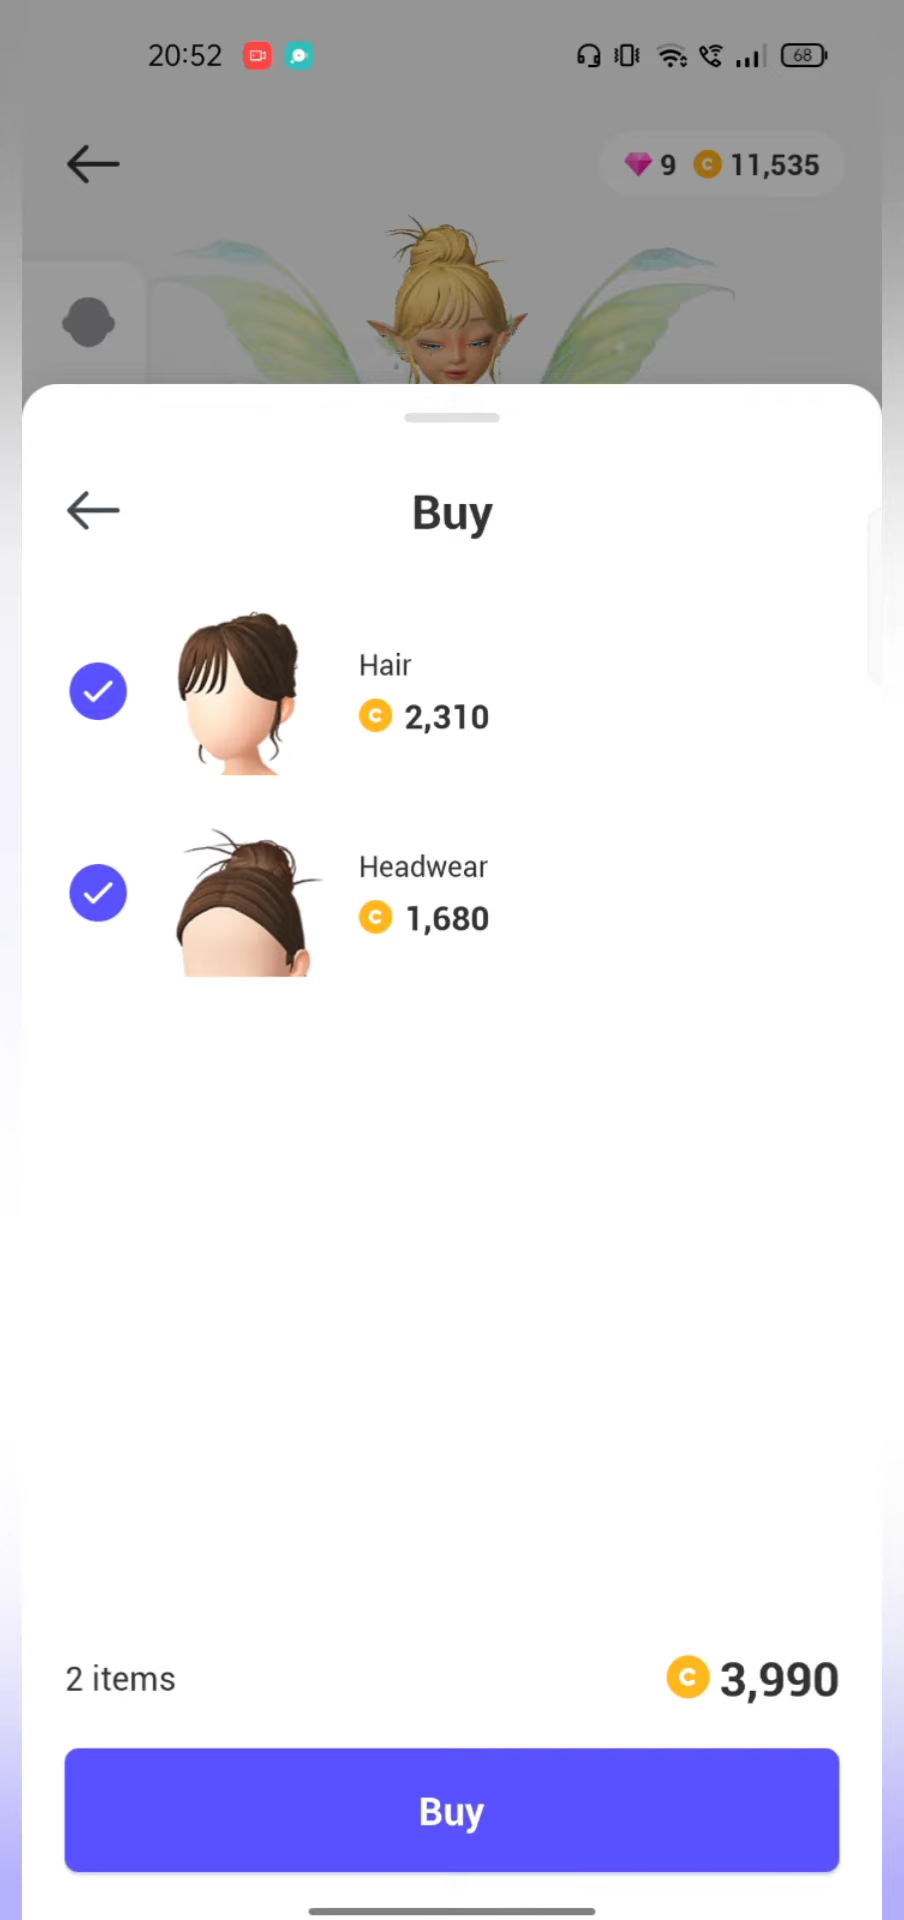 20:52
68
9 C 11,535
Buy
Hair
C 2,310
Headwear
C 1,680
2 items C 3,990
Buy